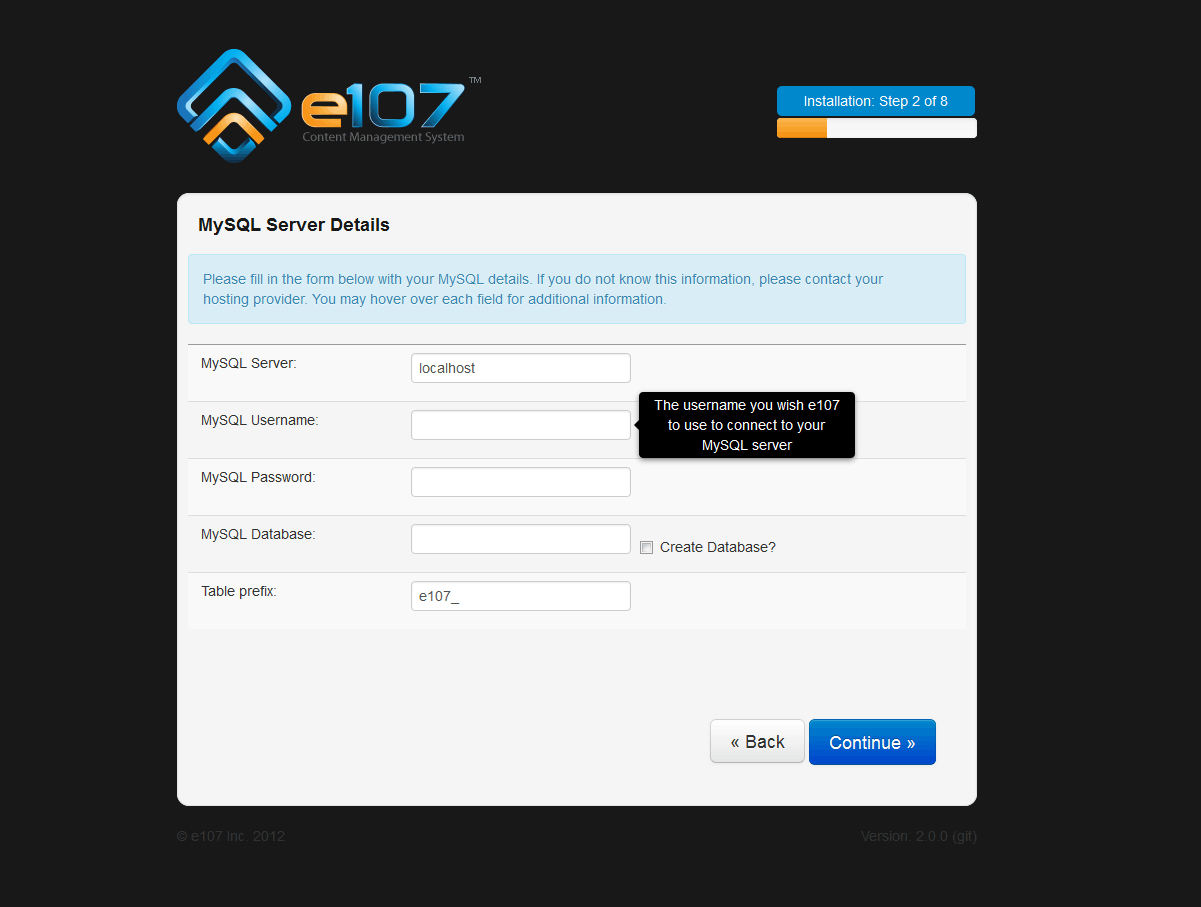 e107 TM
Content Management System
Installation: Step 2 of 8
MySQL Server Details
Please fill in the form below with your MySQL details. If you do not know this information, please contact your
hosting provider. You may hover over each field for additional information.
MySQL Server:
localhost
MySQL Username:
The username you wish e107
to use to connect to your
MySQL server
MySQL Password:
MySQL Database:
Create Database?
Table prefix:
e107_
« Back
Continue »
© e107 Inc. 2012
Version: 2.0.0 (git)